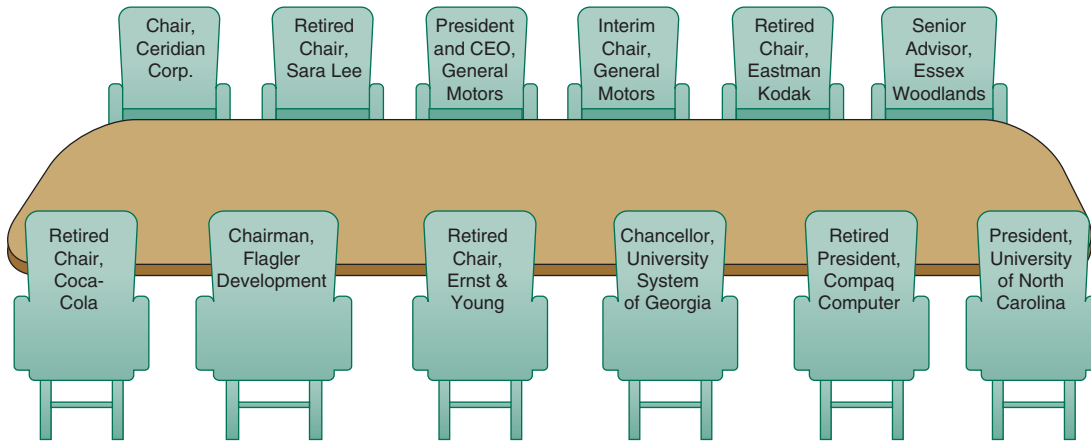 Chair,
Ceridian
Corp.
Retired
Chair,
Sara Lee
President
and CEO,
General
Motors
Interim
Chair,
General
Motors
Retired
Chair,
Eastman
Kodak
Senior
Advisor,
Essex
Woodlands
Retired
Chair,
Coca-
Cola
Chairman,
Flagler
Development
Retired
Chair,
Ernst &
Young
Chancellor,
University
System
of Georgia
Retired
President,
Compaq
Computer
President,
University
of North
Carolina